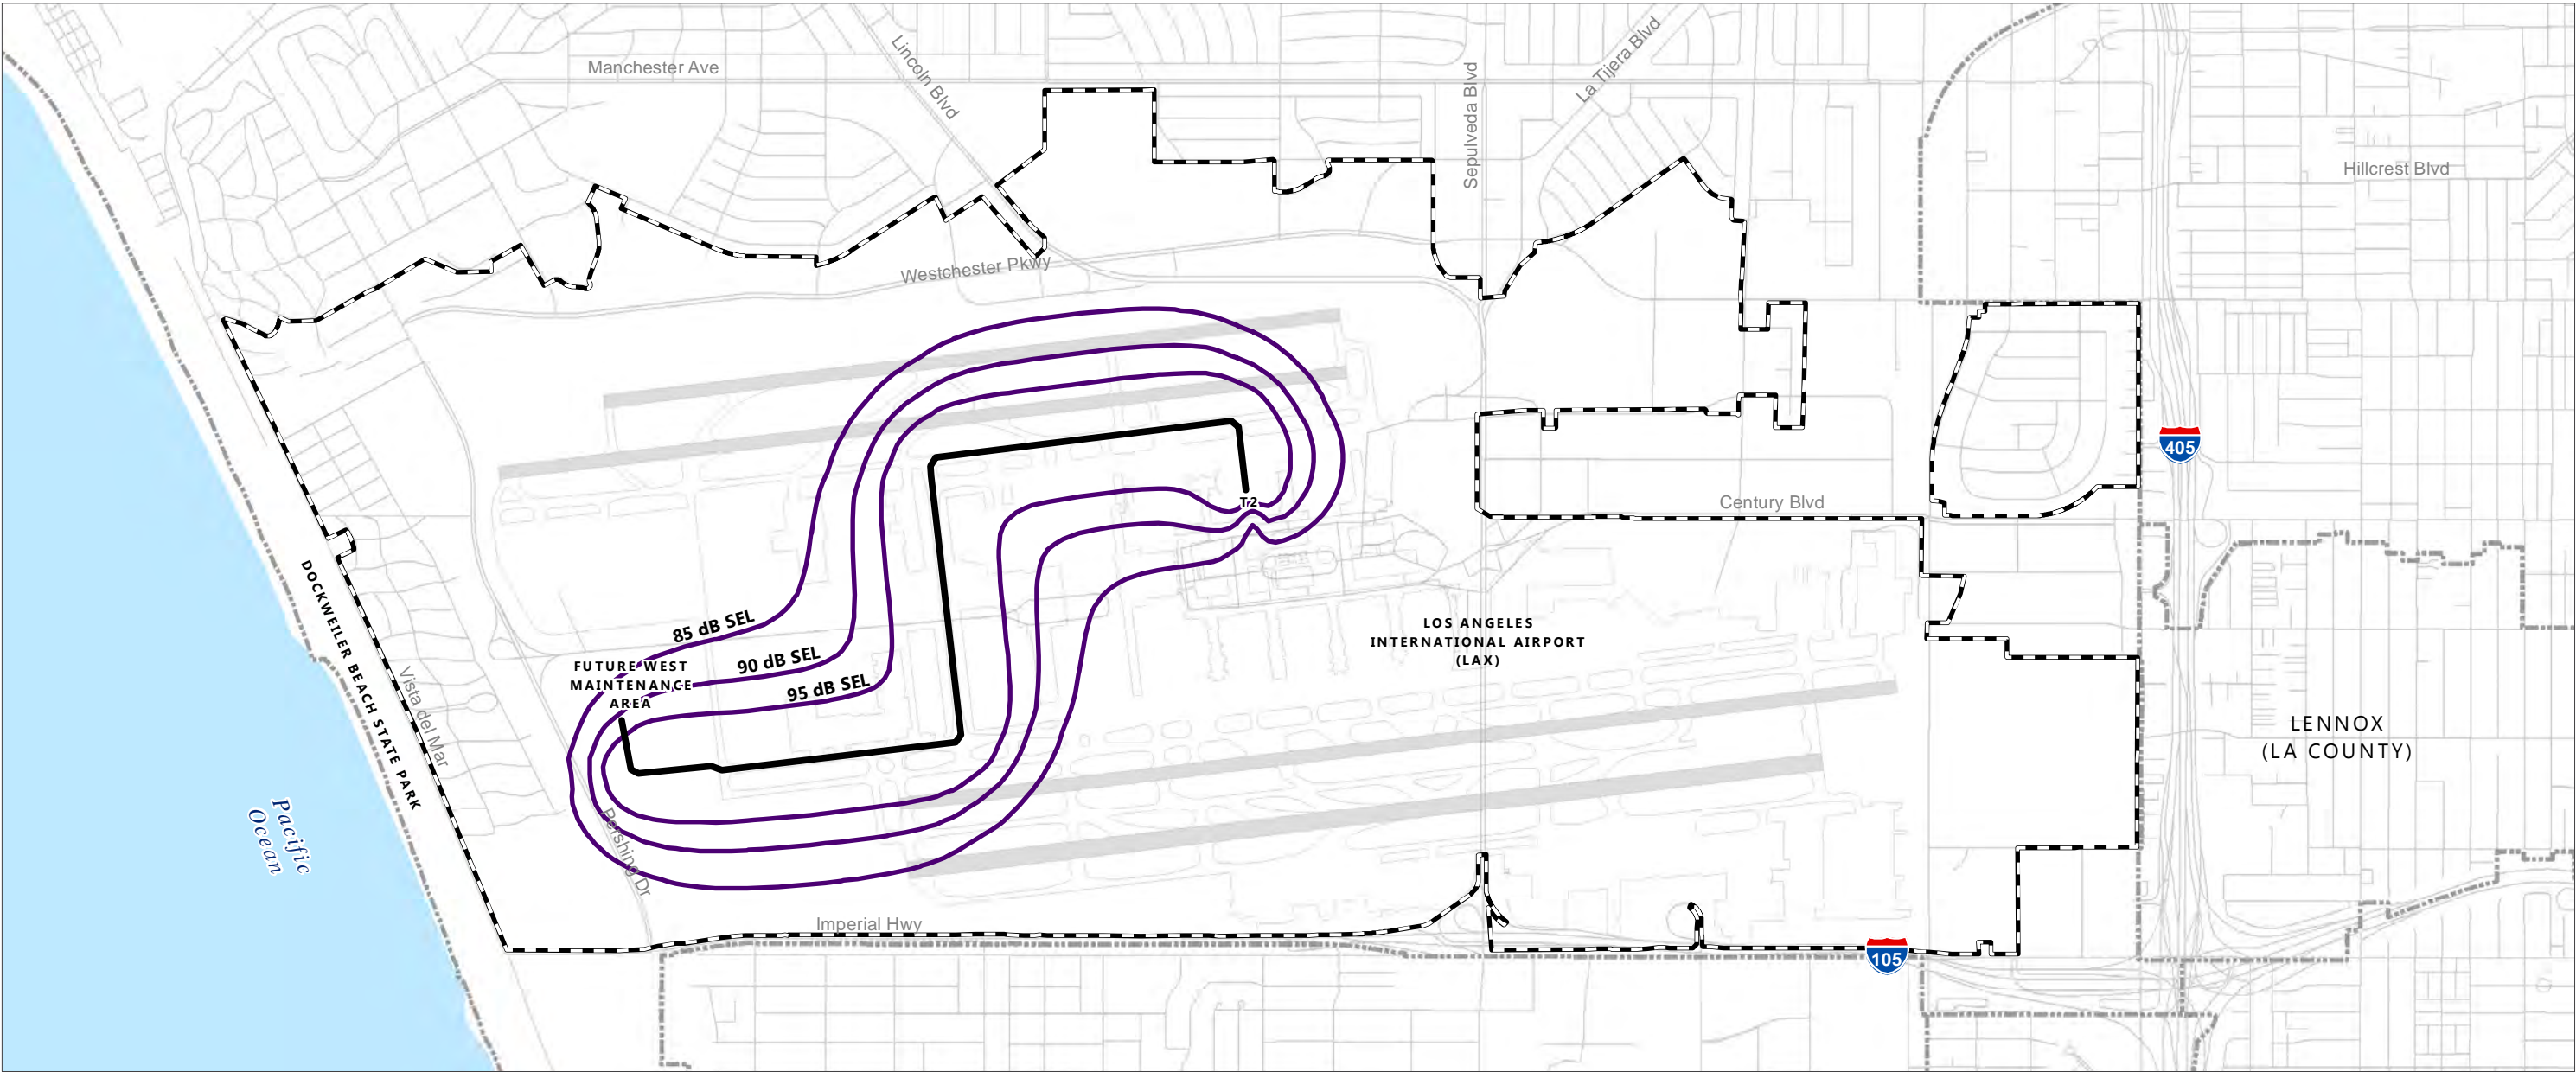 Manchester Ave
Lincoln Blvd
Sepulveda Blvd
La Tijera Blvd
Hillcrest Blvd
Westchester Pkwy
405
Tr2
Century Blvd
DOCKWEILER BEACH STATE PARK
85 dB SEL
90 dB SEL
95 dB SEL
FUTURE WEST
MAINTENANCE
AREA
LOS ANGELES
INTERNATIONAL AIRPORT
(LAX)
Vista del Mar
LENNOX
(LA COUNTY)
Pacific
Ocean
Pershing Dr
Imperial Hwy
105